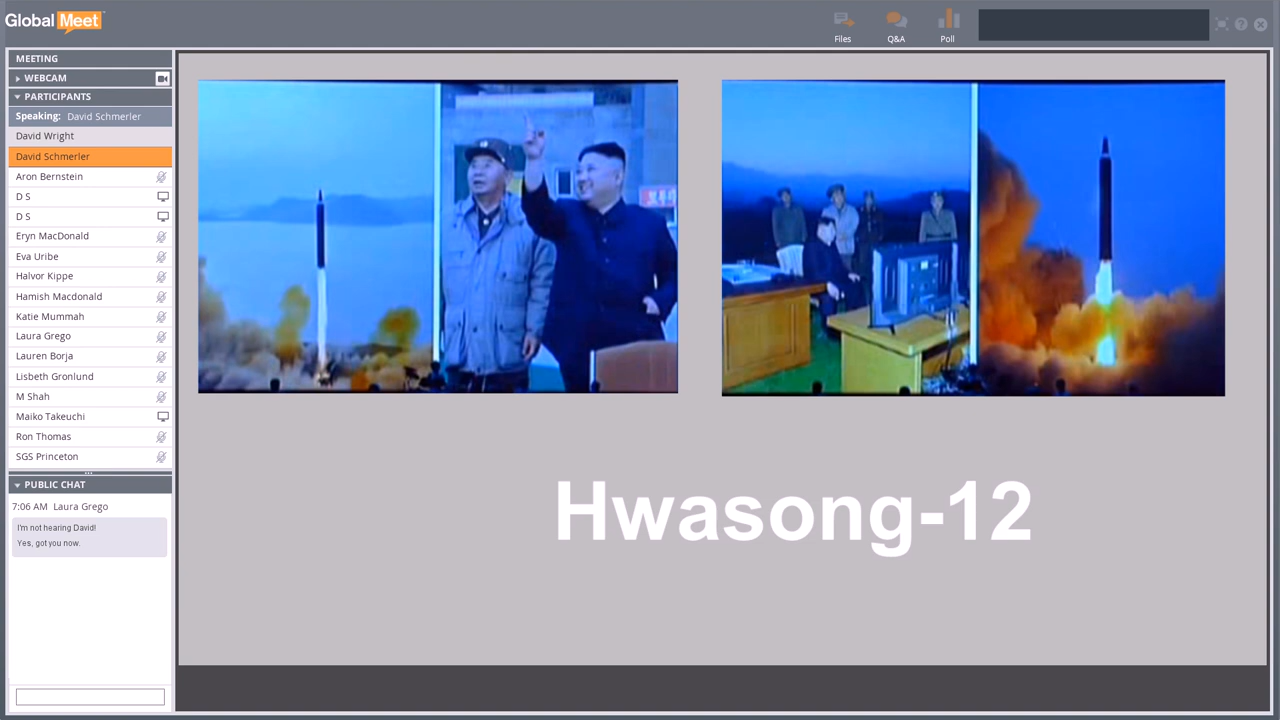 Global Meet
Files
Q&A
Poll
MEETING
WEBCAM
PARTICIPANTS
Speaking: David Schmerler
David Wright
David Schmerler
Aron Bernstein
D S
D S
Eryn MacDonald
Eva Uribe
Halvor Kippe
Hamish Macdonald
Katie Mummah
Laura Grego
Lauren Borja
Lisbeth Gronlund
M Shah
Maiko Takeuchi
Ron Thomas
SGS Princeton
PUBLIC CHAT
7:06 AM Laura Grego
I'm not hearing David!
Yes, got you now.
Hwasong-12